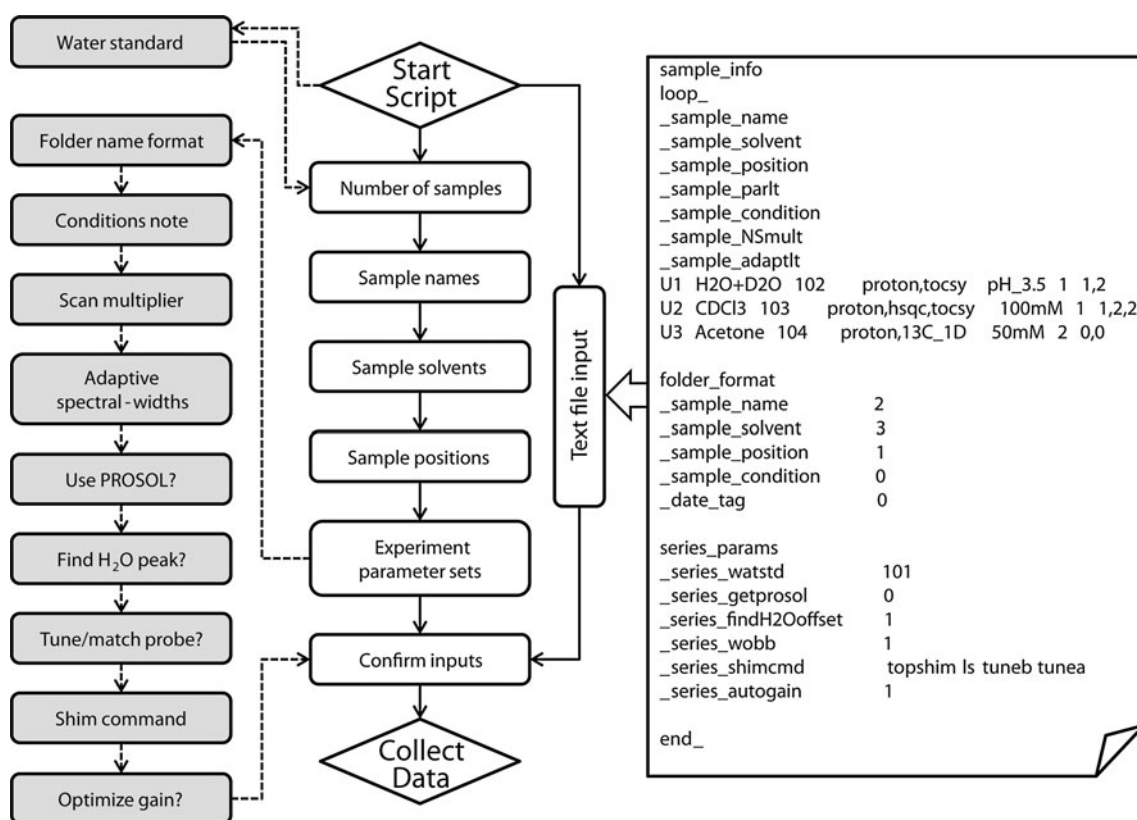 Water standard
Folder name format
Conditions note
Scan multiplier
Adaptive
spectral-widths
Use PROSOL?
Find H₂O peak?
Tune/match probe?
Shim command
Optimize gain?
Start
Script
Number of samples
Sample names
Sample solvents
Sample positions
Experiment
parameter sets
Confirm inputs
Collect
Data
Text file input
sample_info
loop_
_sample_name
_sample_solvent
_sample_position
_sample_parlt
_sample_condition
_sample_NSmult
_sample_adaptlt
U1 H2O+D2O 102 proton,tocsy pH_3.5 1 1,2
U2 CDCl3 103 proton,hsqc,tocsy 100mM 1 1,2,2
U3 Acetone 104 proton,13C_1D 50mM 2 0,0
folder_format
_sample_name 2
_sample_solvent 3
_sample_position 1
_sample_condition 0
_date_tag 0
series_params
_series_watstd 101
_series_getprosol 0
_series_findH2Ooffset 1
_series_wobb 1
_series_shimcmd topshim ls tuneb tunea
_series_autogain 1
end_